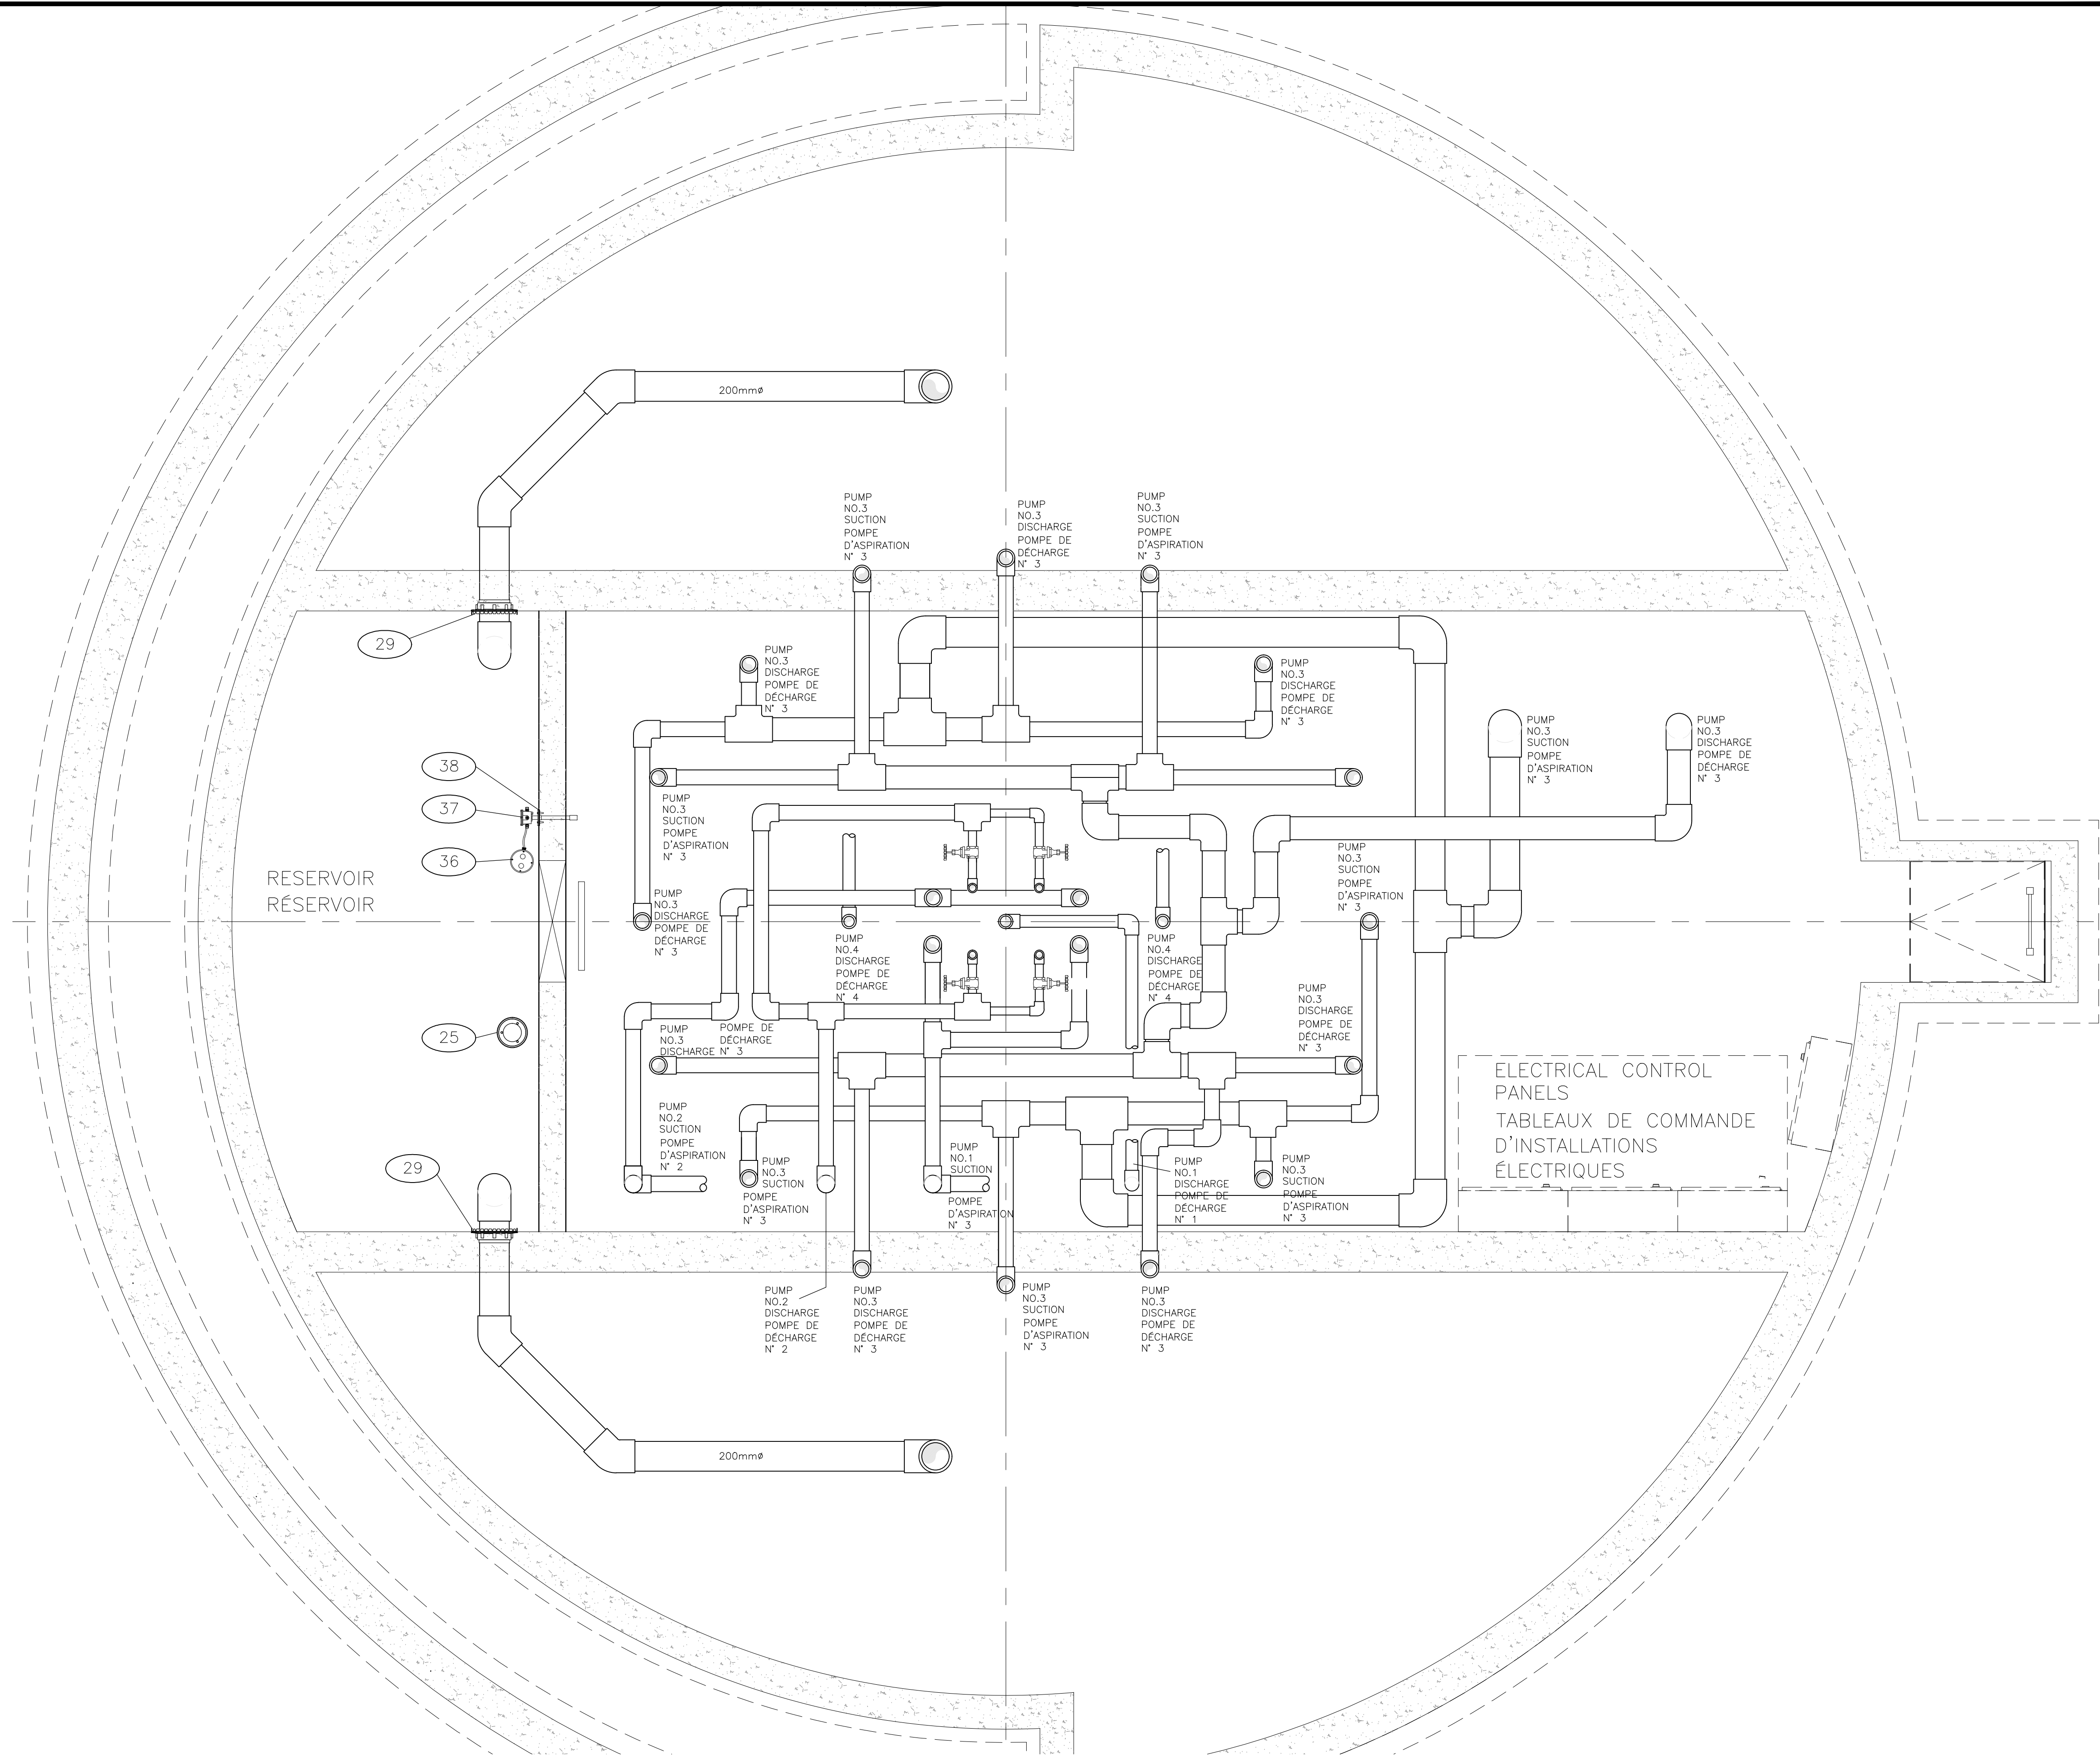 200mmø
PUMP
NO.3
SUCTION
POMPE
D'ASPIRATION
N° 3
PUMP
NO.3
DISCHARGE
POMPE DE
DÉCHARGE
N° 3
PUMP
NO.3
SUCTION
POMPE
D'ASPIRATION
N° 3
29
PUMP
NO.3
DISCHARGE
POMPE DE
DÉCHARGE
N° 3
PUMP
NO.3
DISCHARGE
POMPE DE
DÉCHARGE
N° 3
PUMP
NO.3
SUCTION
POMPE
D'ASPIRATION
N° 3
PUMP
NO.3
DISCHARGE
POMPE DE
DÉCHARGE
N° 3
38
37
36
PUMP
NO.3
SUCTION
POMPE
D'ASPIRATION
N° 3
PUMP
NO.3
SUCTION
POMPE
D'ASPIRATION
N° 3
RESERVOIR
RÉSERVOIR
PUMP
NO.3
DISCHARGE
POMPE DE
DÉCHARGE
N° 3
PUMP
NO.4
DISCHARGE
POMPE DE
DÉCHARGE
N° 4
PUMP
NO.4
DISCHARGE
POMPE DE
DÉCHARGE
N° 4
PUMP
NO.3
DISCHARGE
POMPE DE
DÉCHARGE
N° 3
25
PUMP
NO.3
DISCHARGE
POMPE DE
DÉCHARGE
N° 3
ELECTRICAL CONTROL
PANELS
TABLEAUX DE COMMANDE
D'INSTALLATIONS
ÉLECTRIQUES
PUMP
NO.2
SUCTION
POMPE
D'ASPIRATION
N° 2
PUMP
NO.3
SUCTION
POMPE
D'ASPIRATION
N° 3
PUMP
NO.1
SUCTION
POMPE
D'ASPIRATION
N° 3
PUMP
NO.1
DISCHARGE
POMPE DE
DÉCHARGE
N° 1
PUMP
NO.3
SUCTION
POMPE
D'ASPIRATION
N° 3
29
PUMP
NO.2
DISCHARGE
POMPE DE
DÉCHARGE
N° 2
PUMP
NO.3
DISCHARGE
POMPE DE
DÉCHARGE
N° 3
PUMP
NO.3
SUCTION
POMPE
D'ASPIRATION
N° 3
PUMP
NO.3
DISCHARGE
POMPE DE
DÉCHARGE
N° 3
200mmø